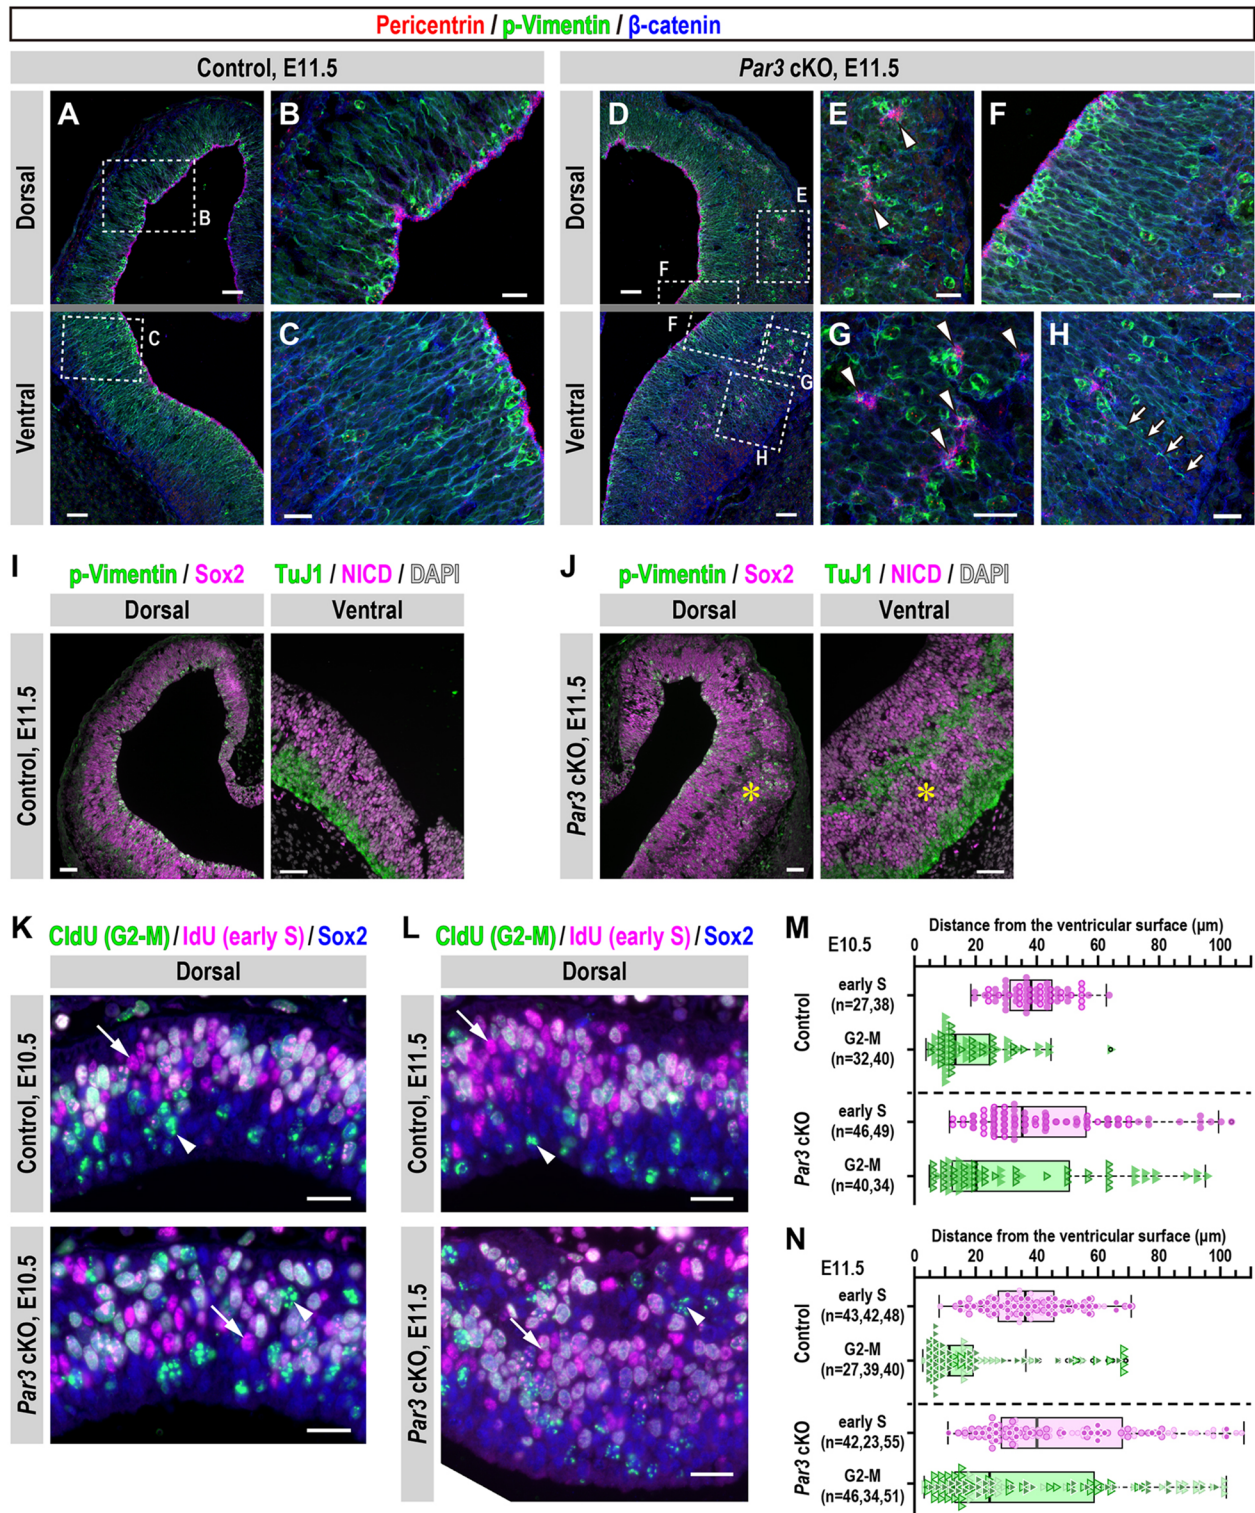 Pericentrin / p-Vimentin / β-catenin
Control, E11.5
Par3 cKO, E11.5
Dorsal
Ventral
A
B
B
C
C
D
E
F
F
G
H
E
F
G
H
I
p-Vimentin / Sox2
TuJ1 / NICD / DAPI
Dorsal
Ventral
Control, E11.5
J
p-Vimentin / Sox2
TuJ1 / NICD / DAPI
Dorsal
Ventral
Par3 cKO, E11.5
*
*
K
CldU (G2-M) / IdU (early S) / Sox2
Dorsal
Control, E10.5
Par3 cKO, E10.5
L
CldU (G2-M) / IdU (early S) / Sox2
Dorsal
Control, E11.5
Par3 cKO, E11.5
M
Distance from the ventricular surface (µm)
E10.5
0 20 40 60 80 100
Control
early S
(n=27,38)
G2-M
(n=32,40)
Par3 cKO
early S
(n=46,49)
G2-M
(n=40,34)
N
Distance from the ventricular surface (µm)
E11.5
0 20 40 60 80 100
Control
early S
(n=43,42,48)
G2-M
(n=27,39,40)
Par3 cKO
early S
(n=42,23,55)
G2-M
(n=46,34,51)